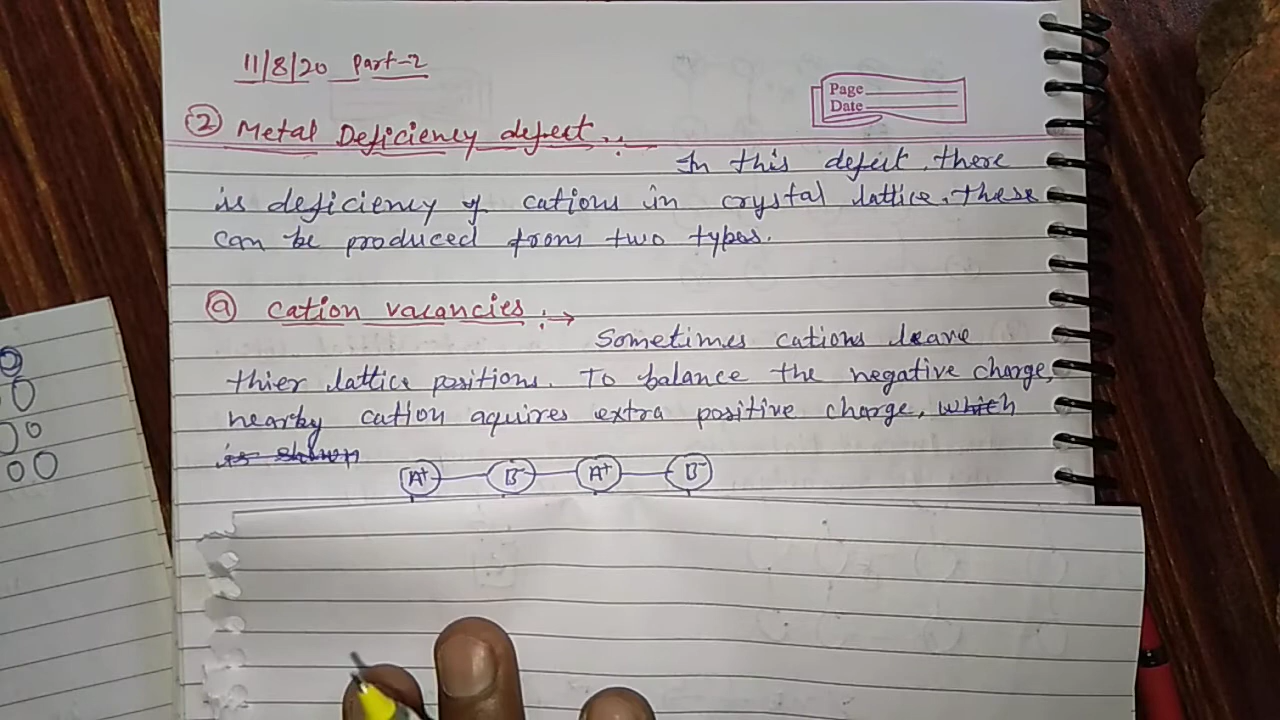 11/8/20 Part-2
Page
Date
② Metal Deficiency defect :
In this defect, there
is deficiency of cations in crystal lattice. These
can be produced from two types.
ⓐ Cation vacancies :→
Sometimes cations leave
thier lattice positions. To balance the negative charge,
nearby cation aquires extra positive charge, which
is shown
A+ B- A+ B-